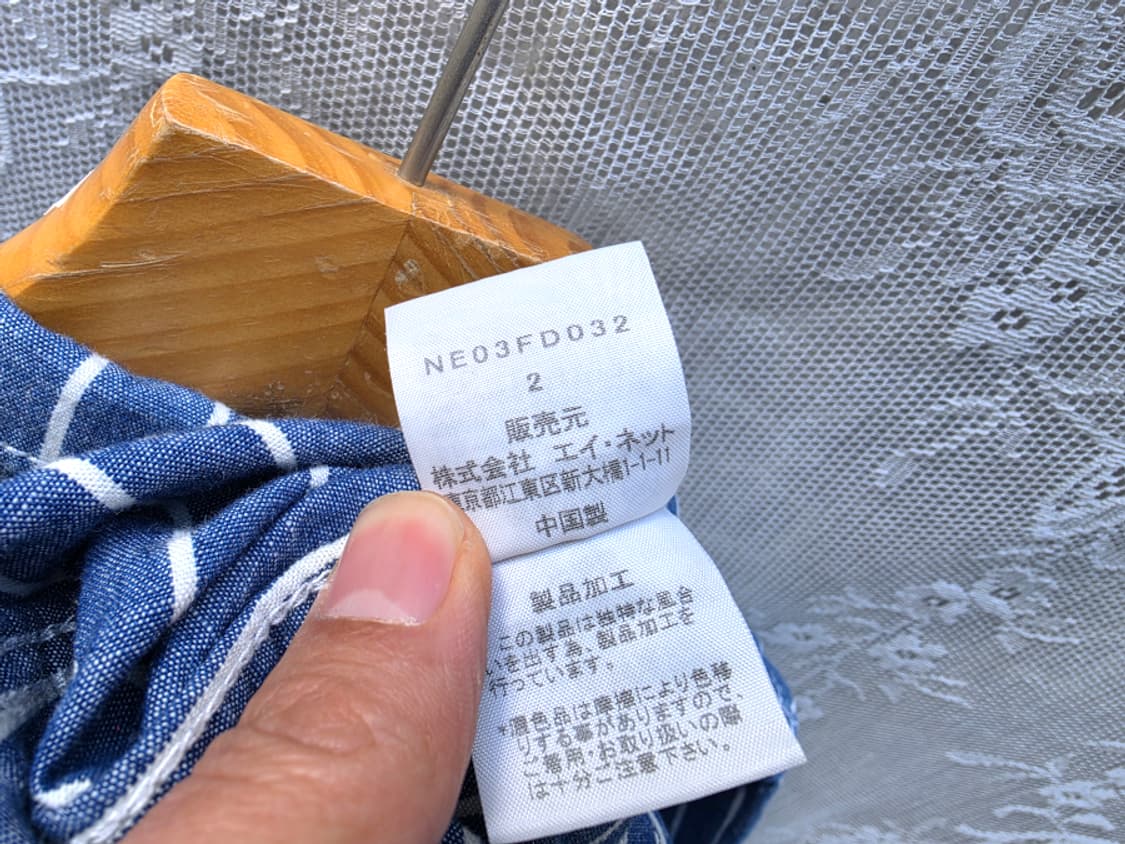 NE03FD032
2
販売元
株式会社 エイ・ネット
東京都江東区新大橋1-1-11
中国製
製品加工
この製品は独特な風合
いを出す為、製品加工を
行っています。
*濃色品は摩擦により色移
りする事がありますので、
ご着用・お取り扱いの際
は十分ご注意下さい。